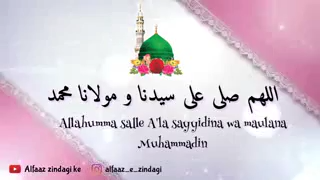 اللهم صلى على سيدنا و مولانا محمد
Allahumma salle A'la sayyidina wa maulana
.Muhammadin
Alfaaz zindagi ke alfaaz_e_zindagi